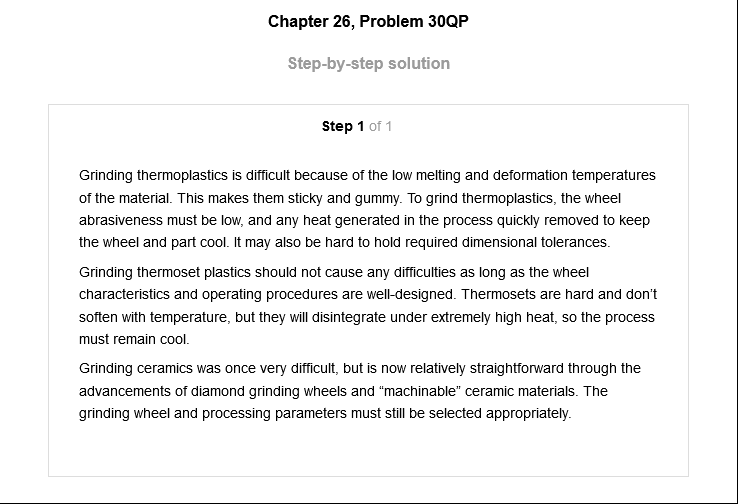 Chapter 26, Problem 30QP
Step-by-step solution
Step 1 of 1
Grinding thermoplastics is difficult because of the low melting and deformation temperatures
of the material. This makes them sticky and gummy. To grind thermoplastics, the wheel
abrasiveness must be low, and any heat generated in the process quickly removed to keep
the wheel and part cool. It may also be hard to hold required dimensional tolerances.
Grinding thermoset plastics should not cause any difficulties as long as the wheel
characteristics and operating procedures are well-designed. Thermosets are hard and don’t
soften with temperature, but they will disintegrate under extremely high heat, so the process
must remain cool.
Grinding ceramics was once very difficult, but is now relatively straightforward through the
advancements of diamond grinding wheels and “machinable” ceramic materials. The
grinding wheel and processing parameters must still be selected appropriately.